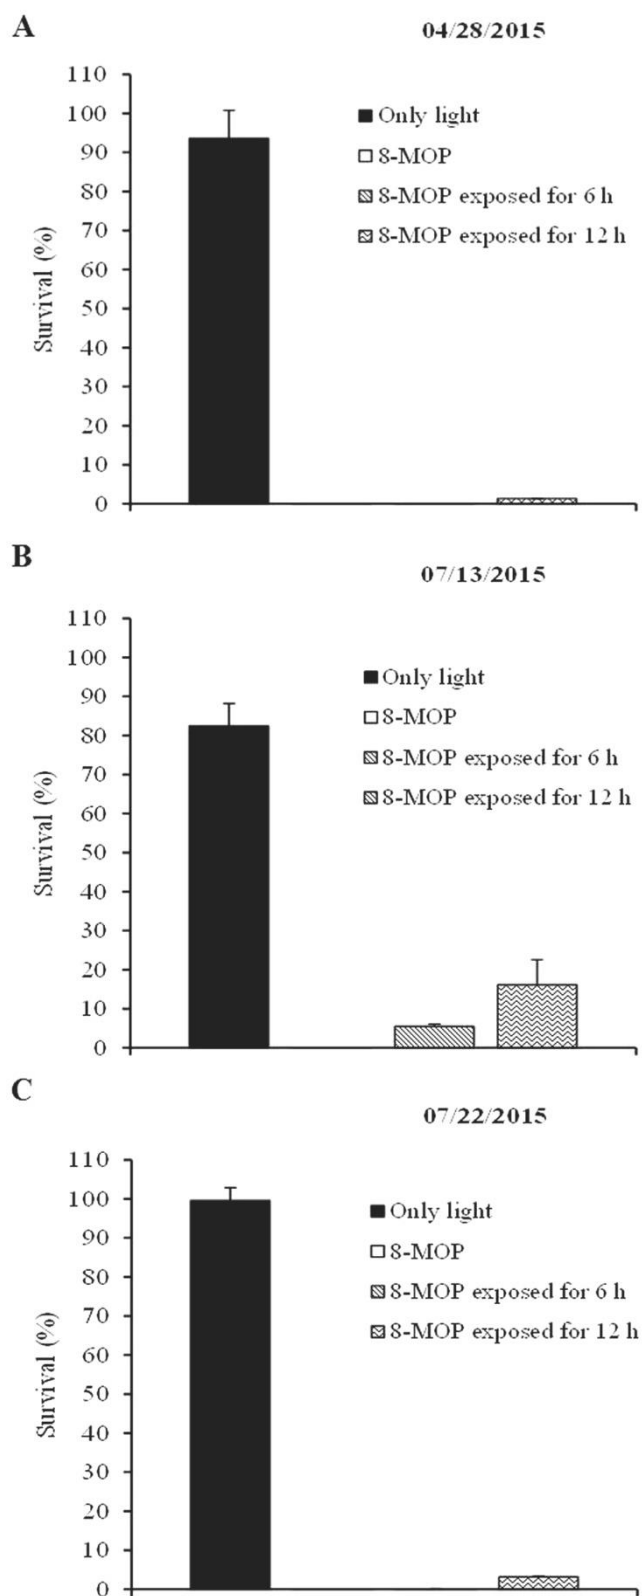 A
04/28/2015
110
100
90
80
70
60
50
40
30
20
10
0
Survival (%)
Only light
8-MOP
8-MOP exposed for 6 h
8-MOP exposed for 12 h
B
07/13/2015
110
100
90
80
70
60
50
40
30
20
10
0
Survival (%)
Only light
8-MOP
8-MOP exposed for 6 h
8-MOP exposed for 12 h
C
07/22/2015
110
100
90
80
70
60
50
40
30
20
10
0
Survival (%)
Only light
8-MOP
8-MOP exposed for 6 h
8-MOP exposed for 12 h